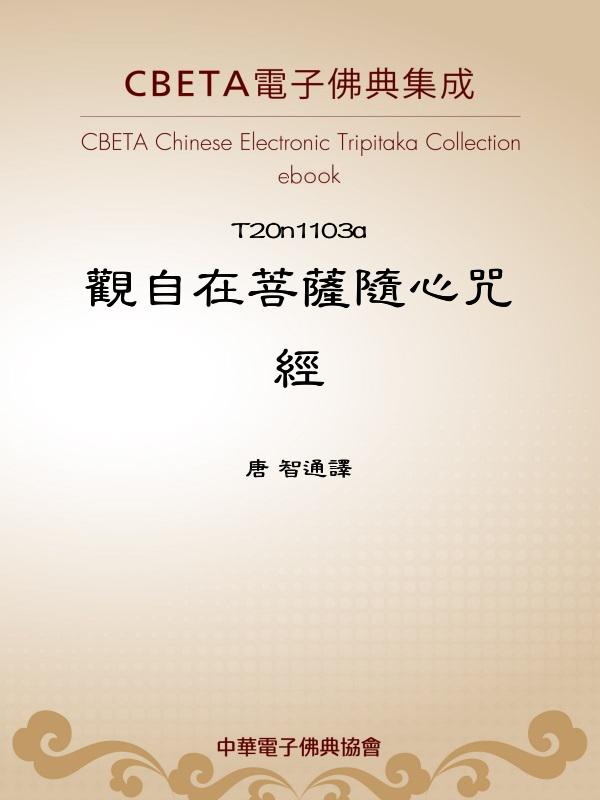 CBETA電子佛典集成
CBETA Chinese Electronic Tripitaka Collection
ebook
T20n1103a
觀自在菩薩隨心咒
經
唐 智通譯
中華電子佛典協會